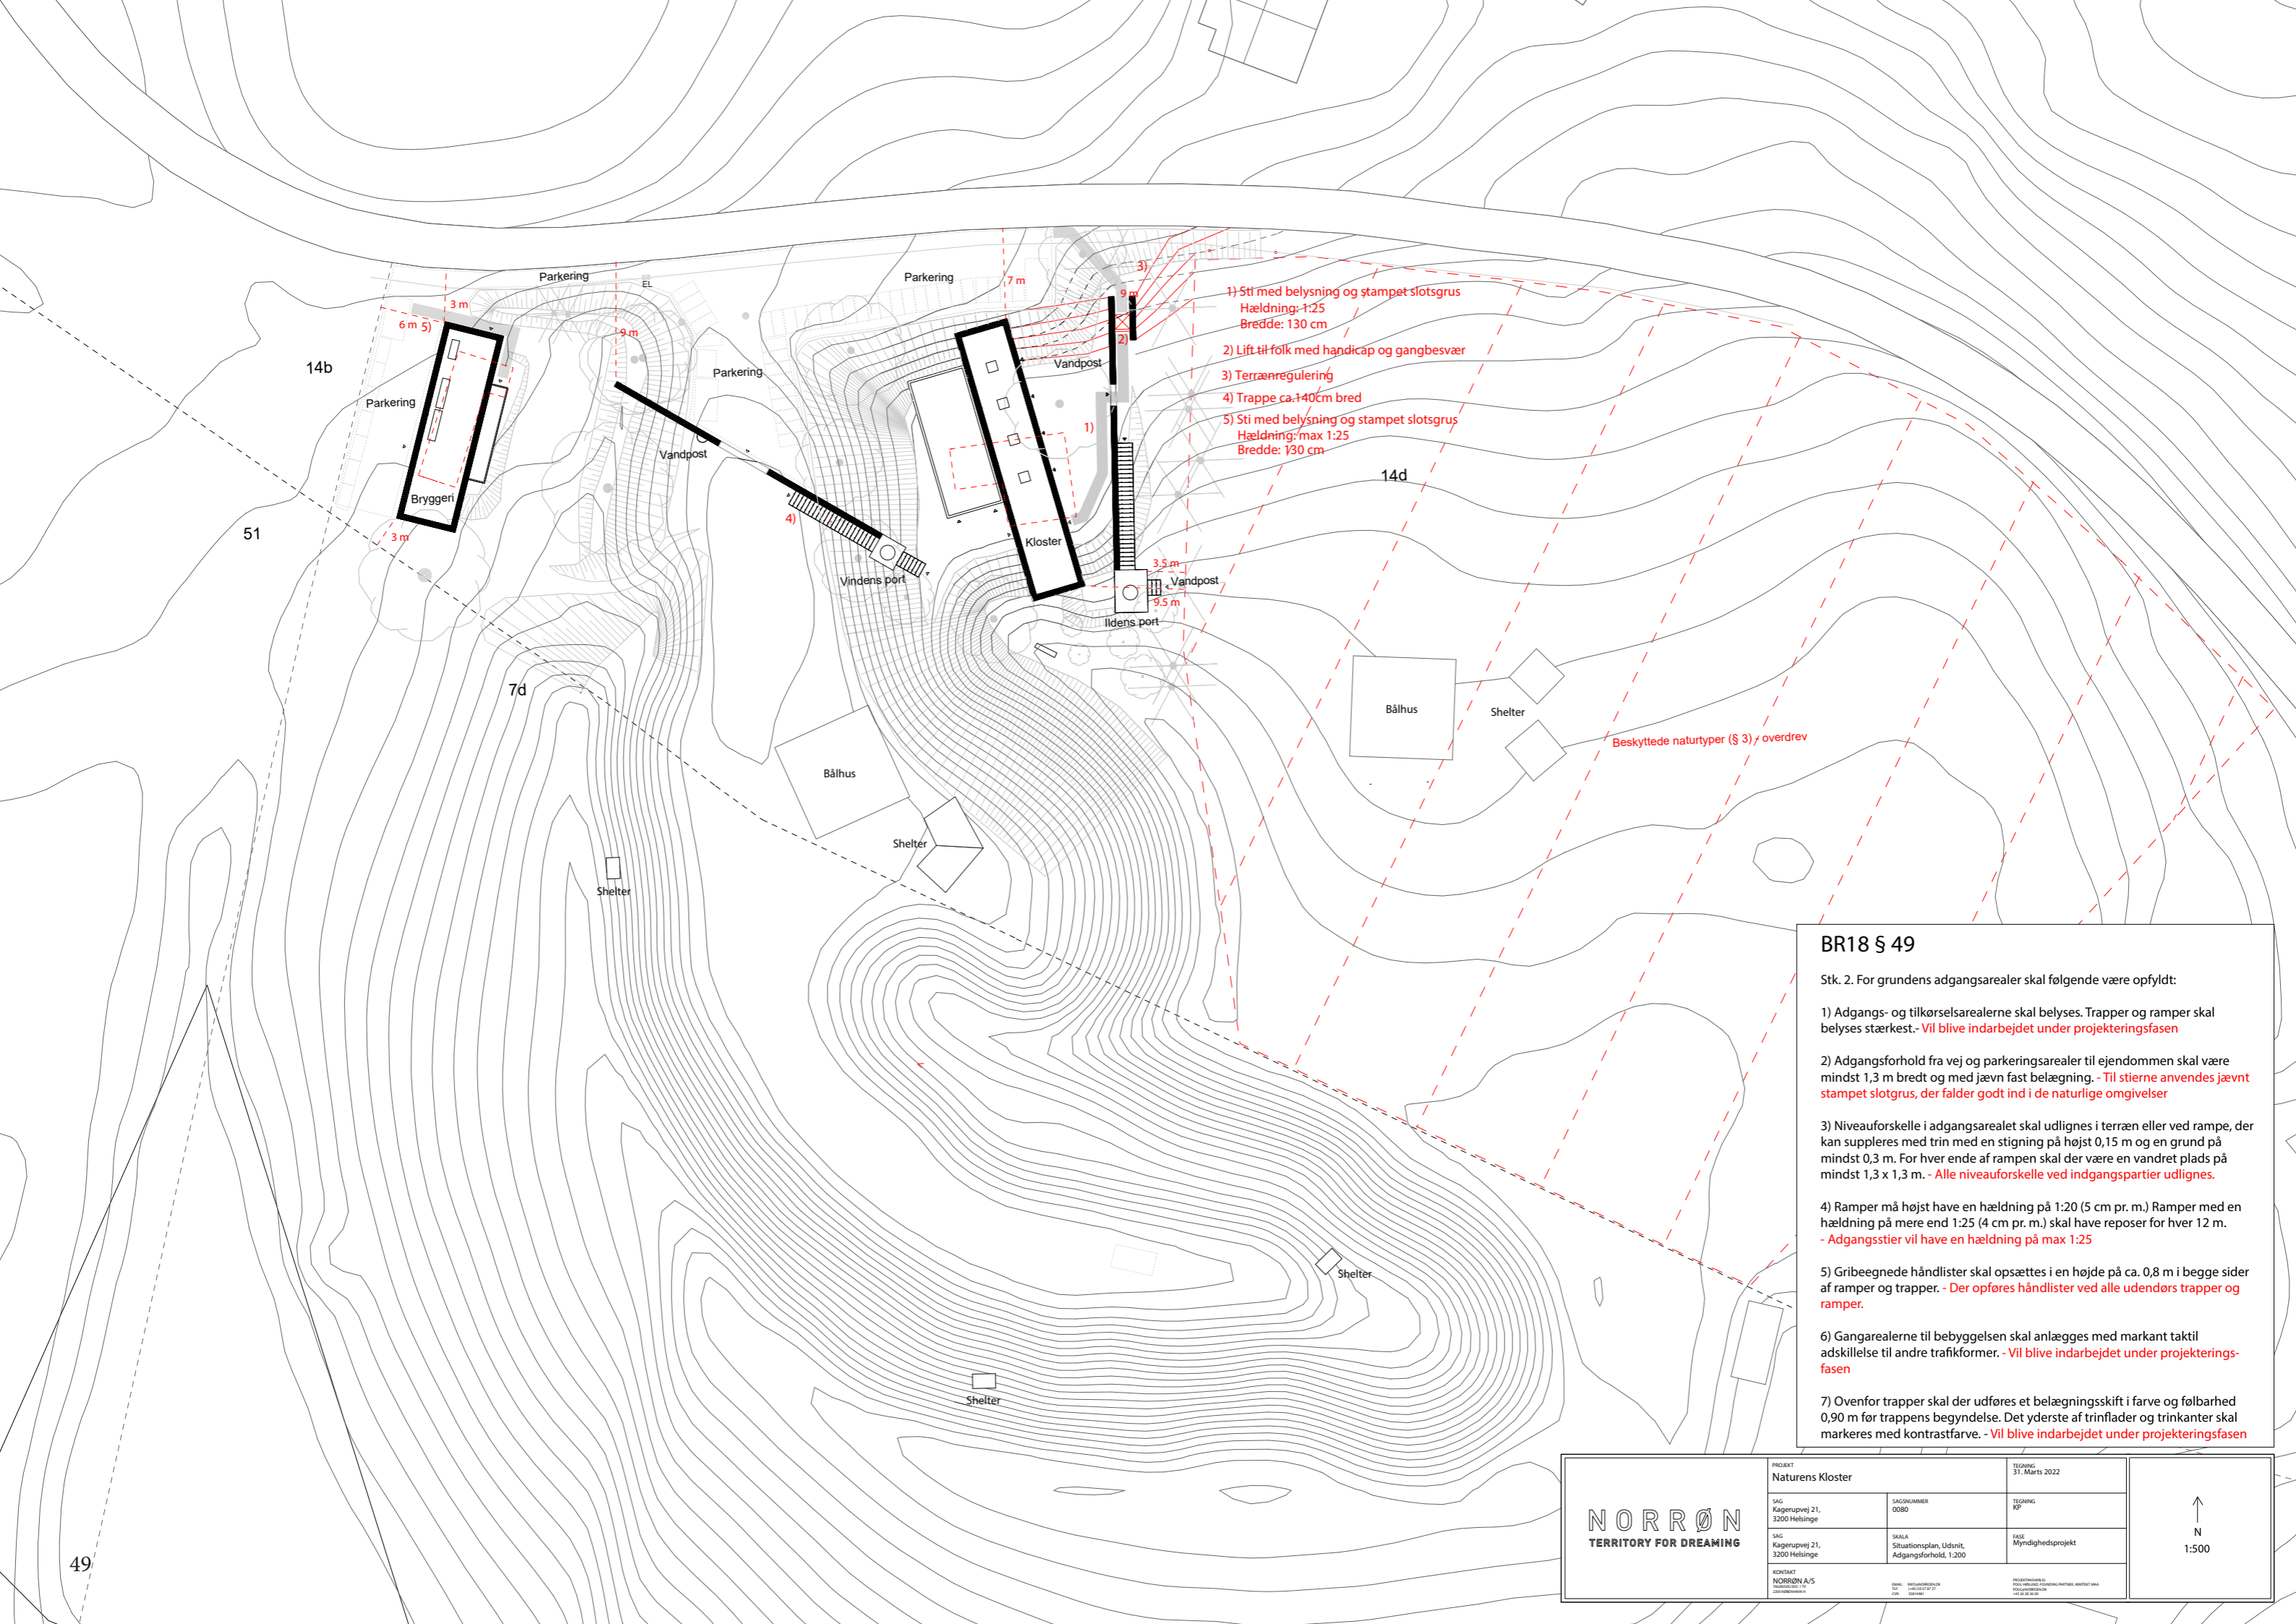 Parkering
EL
Parkering
7 m
3)
3 m
6 m
5)
9 m
9 m
2)
1) Sti med belysning og stampet slotsgrus
Hældning: 1:25
Bredde: 130 cm
2) Lift til folk med handicap og gangbesvær
3) Terrænregulering
4) Trappe ca.140cm bred
5) Sti med belysning og stampet slotsgrus
Hældning: max 1:25
Bredde: 130 cm
14b
Parkering
Parkering
Vandpost
1)
Vandpost
14d
Bryggeri
4)
51
3 m
Kloster
Vindens port
3.5 m
Vandpost
9.5 m
Ildens port
7d
Bålhus
Shelter
Beskyttede naturtyper (§ 3) - overdrev
Bålhus
Shelter
Shelter
Shelter
Shelter
49
BR18 § 49
Stk. 2. For grundens adgangsarealer skal følgende være opfyldt:
1) Adgangs- og tilkørselsarealerne skal belyses. Trapper og ramper skal
belyses stærkest.- Vil blive indarbejdet under projekteringsfasen
2) Adgangsforhold fra vej og parkeringsarealer til ejendommen skal være
mindst 1,3 m bredt og med jævn fast belægning. - Til stierne anvendes jævnt
stampet slotgrus, der falder godt ind i de naturlige omgivelser
3) Niveauforskelle i adgangsarealet skal udlignes i terræn eller ved rampe, der
kan suppleres med trin med en stigning på højst 0,15 m og en grund på
mindst 0,3 m. For hver ende af rampen skal der være en vandret plads på
mindst 1,3 x 1,3 m. - Alle niveauforskelle ved indgangspartier udlignes.
4) Ramper må højst have en hældning på 1:20 (5 cm pr. m.) Ramper med en
hældning på mere end 1:25 (4 cm pr. m.) skal have reposer for hver 12 m.
- Adgangsstier vil have en hældning på max 1:25
5) Gribeegnede håndlister skal opsættes i en højde på ca. 0,8 m i begge sider
af ramper og trapper. - Der opføres håndlister ved alle udendørs trapper og
ramper.
6) Gangarealerne til bebyggelsen skal anlægges med markant taktil
adskillelse til andre trafikformer. - Vil blive indarbejdet under projekterings-
fasen
7) Ovenfor trapper skal der udføres et belægningsskift i farve og følbarhed
0,90 m før trappens begyndelse. Det yderste af trinflader og trinkanter skal
markeres med kontrastfarve. - Vil blive indarbejdet under projekteringsfasen
NORRØN
TERRITORY FOR DREAMING
PROJEKT
Naturens Kloster
TEGNING
31. Marts 2022
SAG
Kagerupvej 21,
3200 Helsinge
SAGSNUMMER
0080
TEGNING
KP
SAG
Kagerupvej 21,
3200 Helsinge
SKALA
Situationsplan, Udsnit,
Adgangsforhold, 1:200
FASE
Myndighedsprojekt
KONTAKT
NORRØN A/S
N
1:500